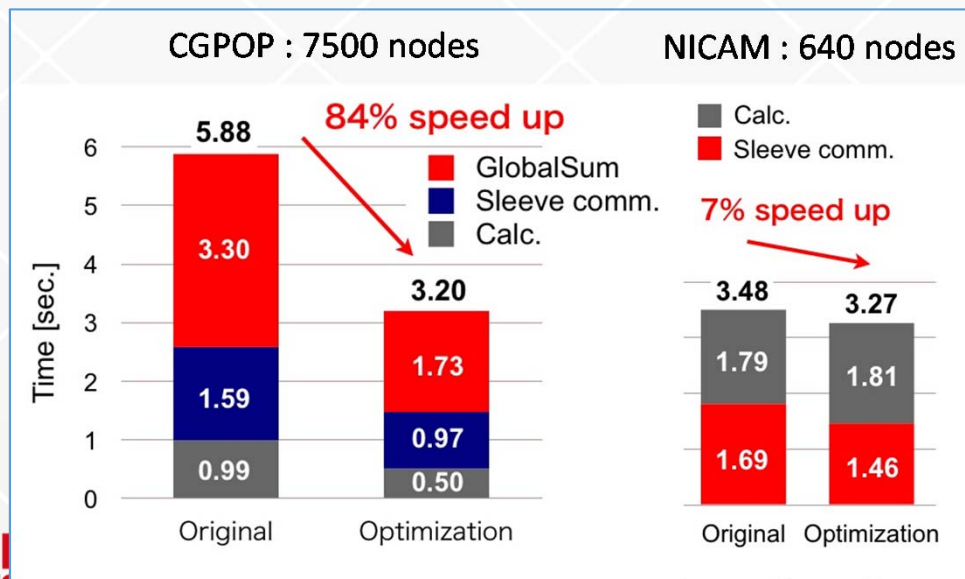 CGPOP : 7500 nodes
84% speed up
5.88
3.20
GlobalSum
Sleeve comm.
Calc.
Time [sec.]
6
5
4
3
2
1
0
3.30
1.59
0.99
1.73
0.97
0.50
Original
Optimization
NICAM : 640 nodes
Calc.
Sleeve comm.
7% speed up
3.48
3.27
1.79
1.81
1.69
1.46
Original
Optimization